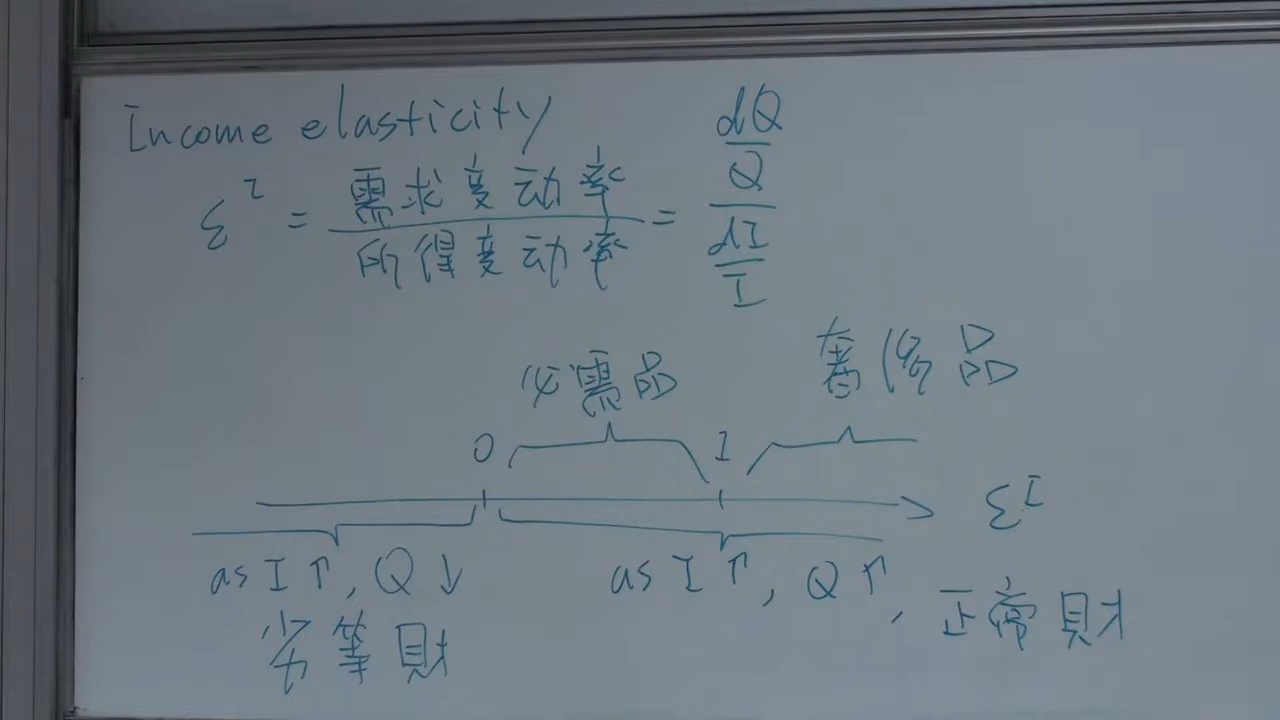 Income elasticity
ε^I = 需求变动率 / 所得变动率 = (dQ/Q) / (dI/I)
必需品 奢侈品
0 1
ε^I
as I↑, Q↓ as I↑, Q↑, 正常財
劣等財